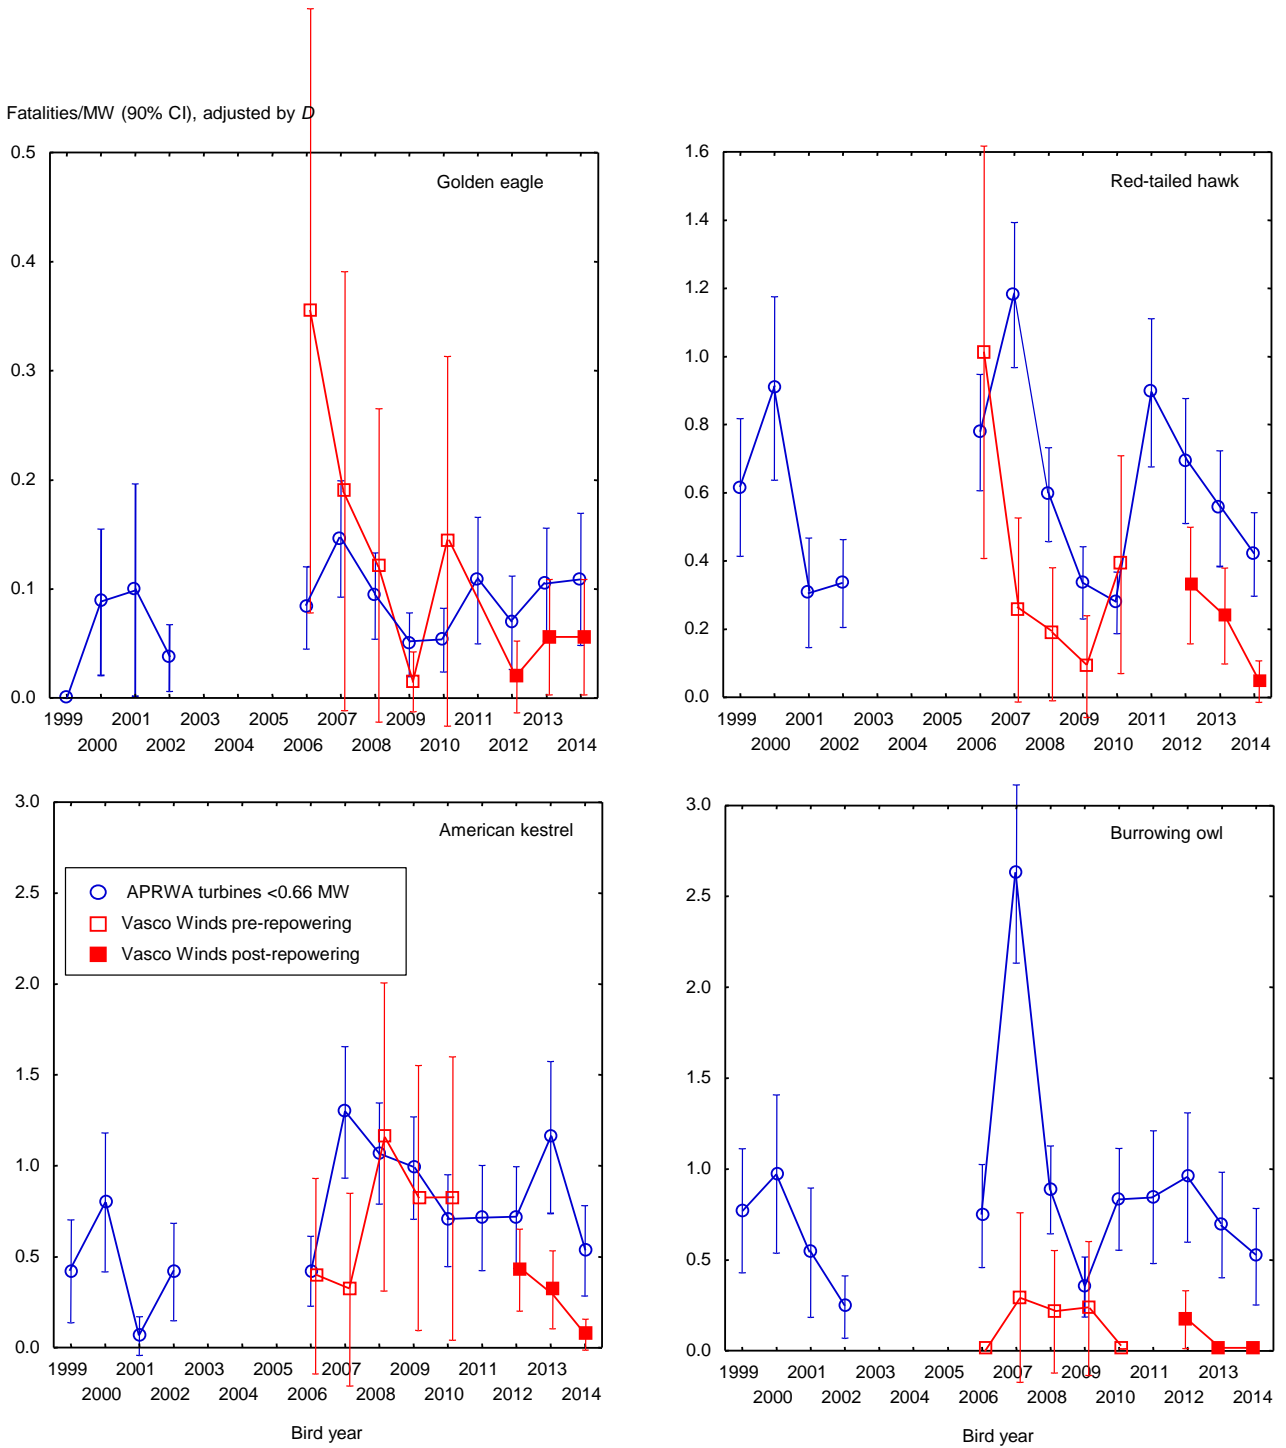 Fatalities/MW (90% CI), adjusted by D
0.5
0.4
0.3
0.2
0.1
0.0
Golden eagle
1999 2001 2003 2005 2007 2009 2011 2013
2000 2002 2004 2006 2008 2010 2012 2014
1.6
1.4
1.2
1.0
0.8
0.6
0.4
0.2
0.0
Red-tailed hawk
1999 2001 2003 2005 2007 2009 2011 2013
2000 2002 2004 2006 2008 2010 2012 2014
3.0
2.5
2.0
1.5
1.0
0.5
0.0
American kestrel
APRWA turbines <0.66 MW
Vasco Winds pre-repowering
Vasco Winds post-repowering
1999 2001 2003 2005 2007 2009 2011 2013
2000 2002 2004 2006 2008 2010 2012 2014
Bird year
3.0
2.5
2.0
1.5
1.0
0.5
0.0
Burrowing owl
1999 2001 2003 2005 2007 2009 2011 2013
2000 2002 2004 2006 2008 2010 2012 2014
Bird year